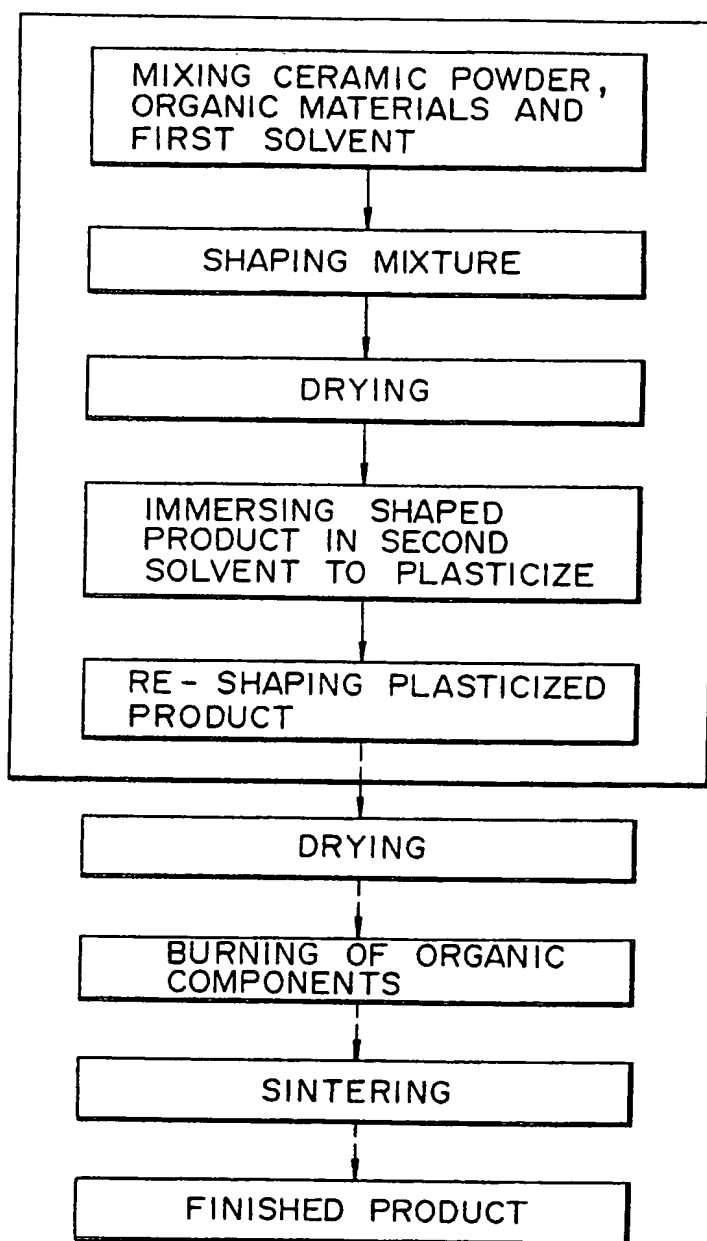 MIXING CERAMIC POWDER,
ORGANIC MATERIALS AND
FIRST SOLVENT
SHAPING MIXTURE
DRYING
IMMERSING SHAPED
PRODUCT IN SECOND
SOLVENT TO PLASTICIZE
RE-SHAPING PLASTICIZED
PRODUCT
DRYING
BURNING OF ORGANIC
COMPONENTS
SINTERING
FINISHED PRODUCT